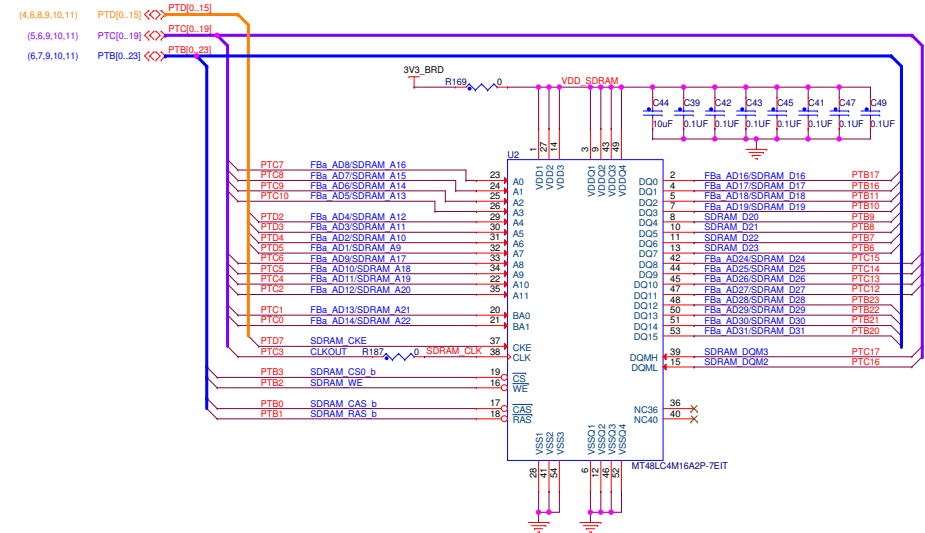 (4,6,8,9,10,11) PTD[0..15] PTD[0..15]
(5,6,9,10,11) PTC[0..19] PTC[0..19]
(6,7,9,10,11) PTB[0..23] PTB[0..23]
3V3_BRD
R169 0 VDD_SDRAM
C44 C39 C42 C43 C45 C41 C47 C49
10uF 0.1UF 0.1UF 0.1UF 0.1UF 0.1UF 0.1UF 0.1UF
1 27 14 3 9 43 49
U2
VDD1 VDD2 VDD3 VDDQ1 VDDQ2 VDDQ3 VDDQ4
PTC7 FBa_AD8/SDRAM_A16 23 A0
PTC8 FBa_AD7/SDRAM_A15 24 A1
PTC9 FBa_AD6/SDRAM_A14 25 A2
PTC10 FBa_AD5/SDRAM_A13 26 A3
PTD2 FBa_AD4/SDRAM_A12 29 A4
PTD3 FBa_AD3/SDRAM_A11 30 A5
PTD4 FBa_AD2/SDRAM_A10 31 A6
PTD5 FBa_AD1/SDRAM_A9 32 A7
PTC6 FBa_AD9/SDRAM_A17 33 A8
PTC5 FBa_AD10/SDRAM_A18 34 A9
PTC4 FBa_AD11/SDRAM_A19 22 A10
PTC2 FBa_AD12/SDRAM_A20 35 A11
PTC1 FBa_AD13/SDRAM_A21 20 BA0
PTC0 FBa_AD14/SDRAM_A22 21 BA1
PTD7 SDRAM_CKE 37 CKE
PTC3 CLKOUT R187 0 SDRAM_CLK 38 CLK
PTB3 SDRAM_CS0_b 19 CS
PTB2 SDRAM_WE 16 WE
PTB0 SDRAM_CAS_b 17 CAS
PTB1 SDRAM_RAS_b 18 RAS
DQ0 2 FBa_AD16/SDRAM_D16 PTB17
DQ1 4 FBa_AD17/SDRAM_D17 PTB16
DQ2 5 FBa_AD18/SDRAM_D18 PTB11
DQ3 7 FBa_AD19/SDRAM_D19 PTB10
DQ4 8 SDRAM_D20 PTB9
DQ5 10 SDRAM_D21 PTB8
DQ6 11 SDRAM_D22 PTB7
DQ7 13 SDRAM_D23 PTB6
DQ8 42 FBa_AD24/SDRAM_D24 PTC15
DQ9 44 FBa_AD25/SDRAM_D25 PTC14
DQ10 45 FBa_AD26/SDRAM_D26 PTC13
DQ11 47 FBa_AD27/SDRAM_D27 PTC12
DQ12 48 FBa_AD28/SDRAM_D28 PTB23
DQ13 50 FBa_AD29/SDRAM_D29 PTB22
DQ14 51 FBa_AD30/SDRAM_D30 PTB21
DQ15 53 FBa_AD31/SDRAM_D31 PTB20
DQMH 39 SDRAM_DQM3 PTC17
DQML 15 SDRAM_DQM2 PTC16
NC36 36
NC40 40
VSS1 VSS2 VSS3 VSSQ1 VSSQ2 VSSQ3 VSSQ4
MT48LC4M16A2P-7EIT
28 41 54 6 12 46 52